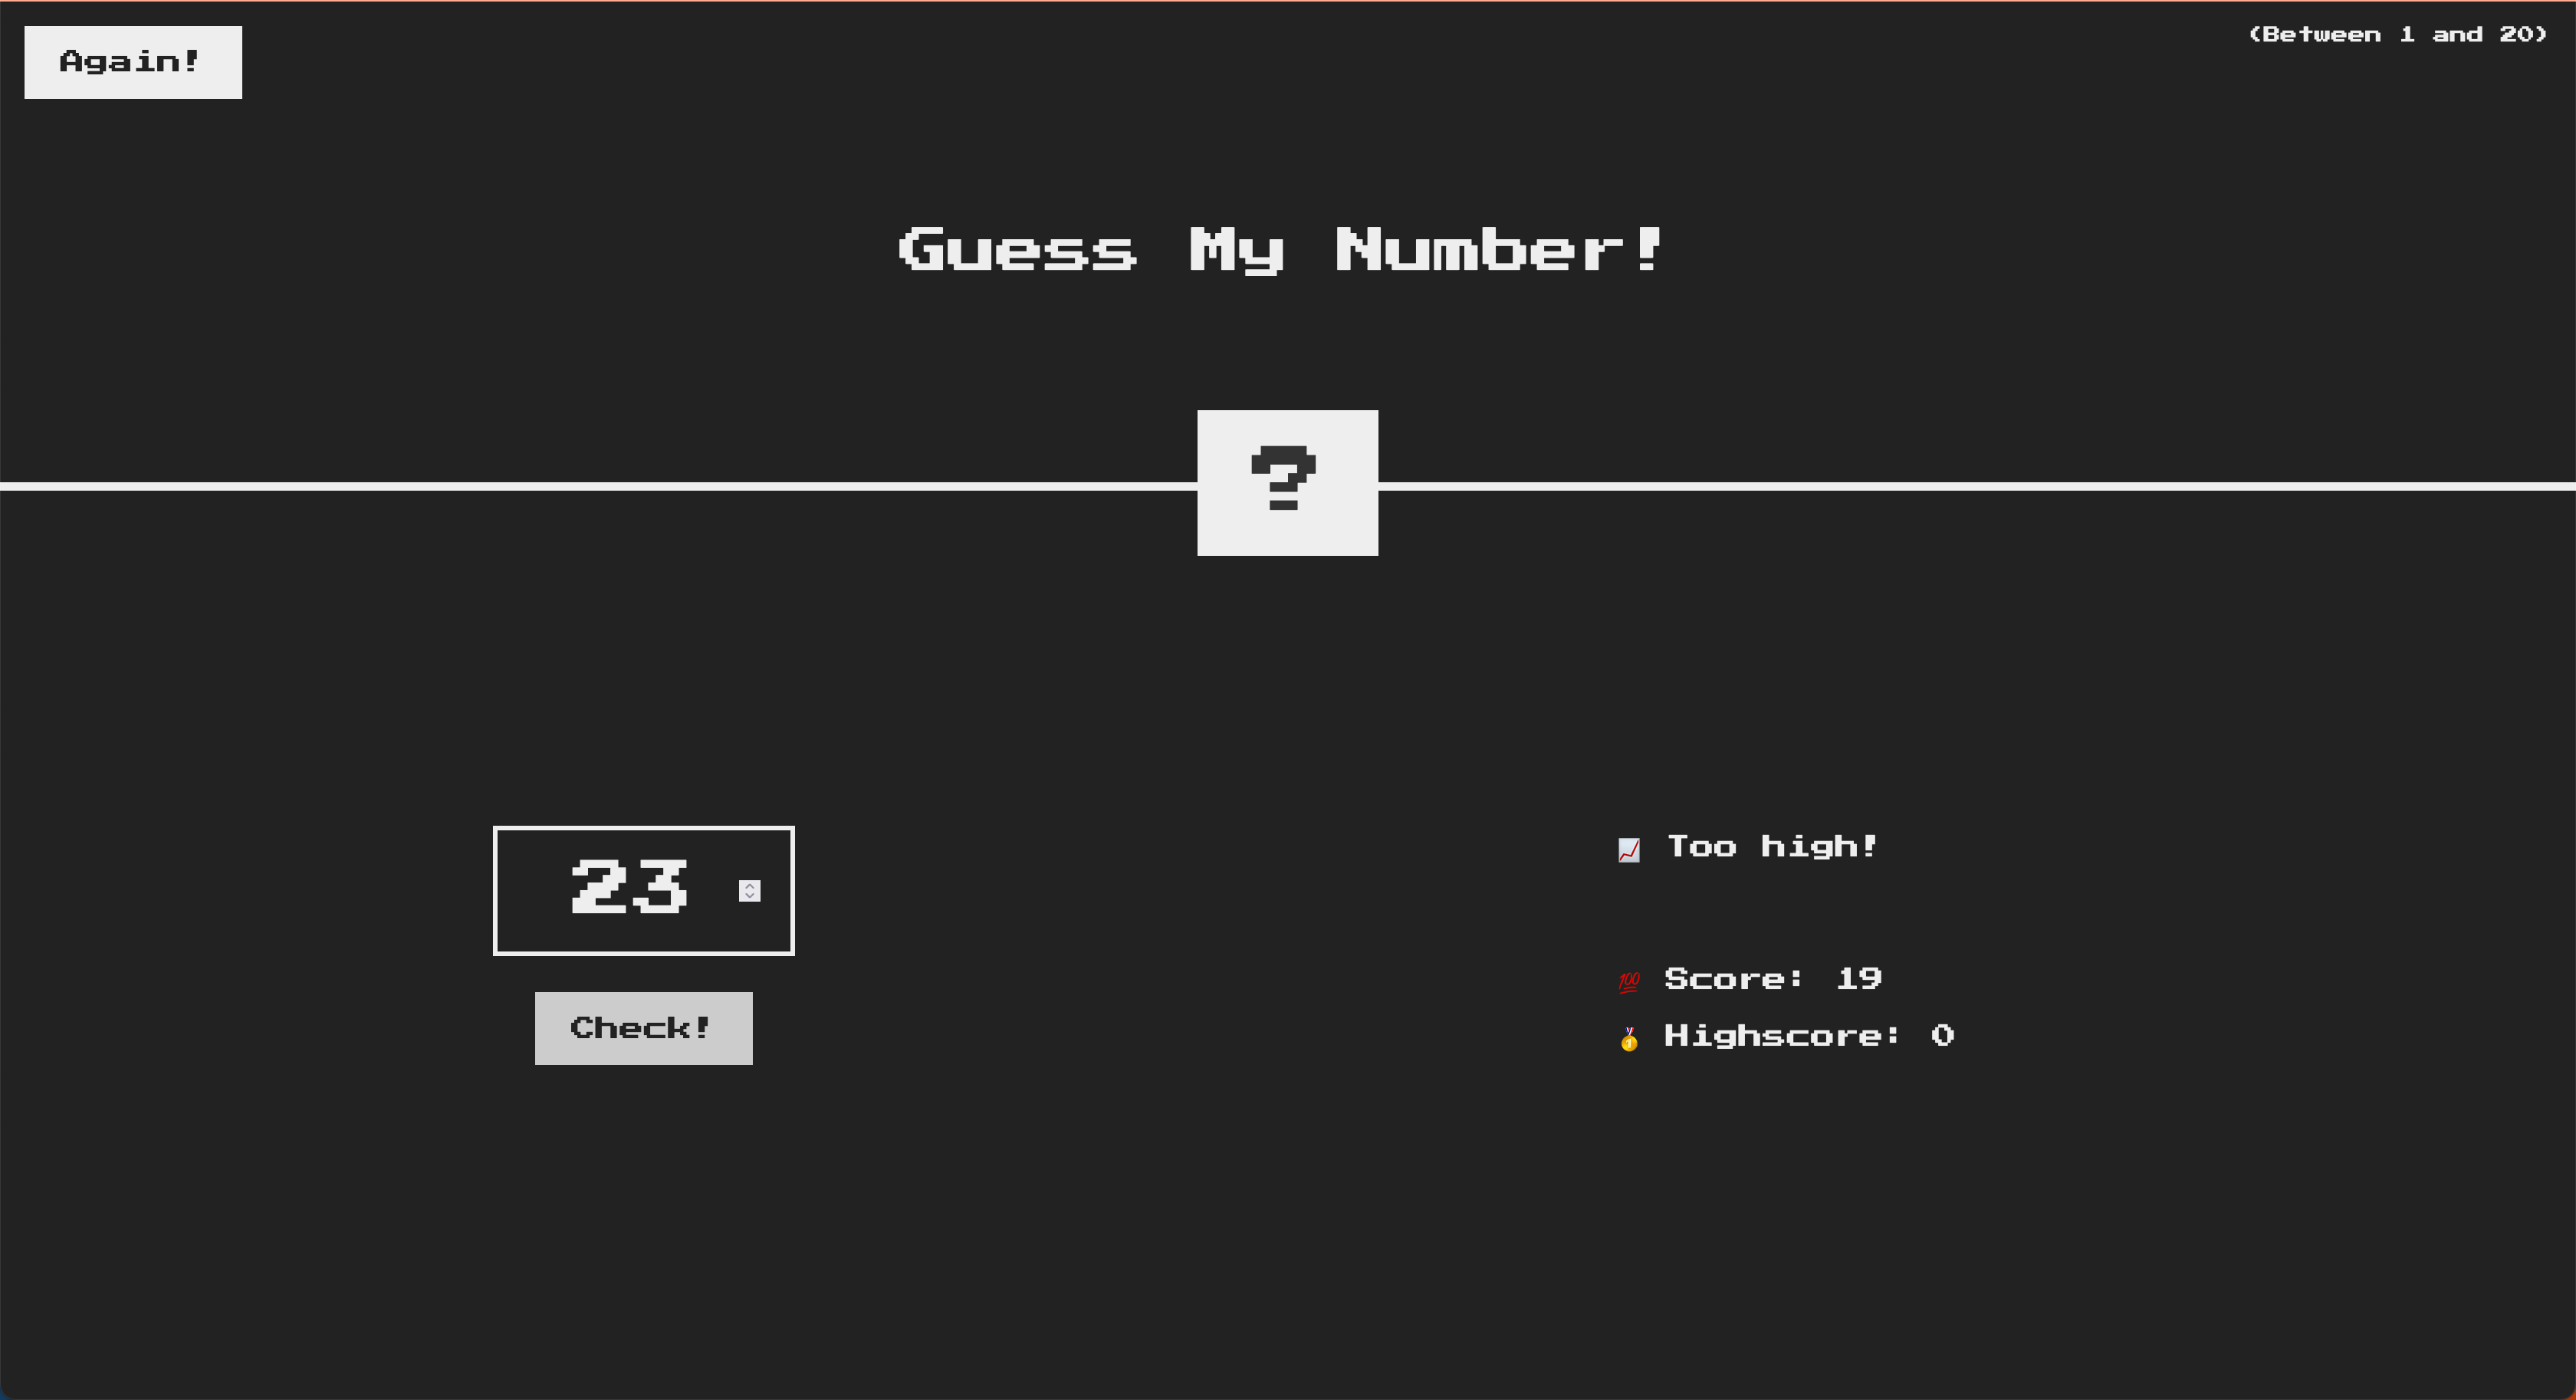 Again!
(Between 1 and 20)
Guess My Number!
?
23
Check!
📈 Too high!
💯 Score: 19
🥇 Highscore: 0